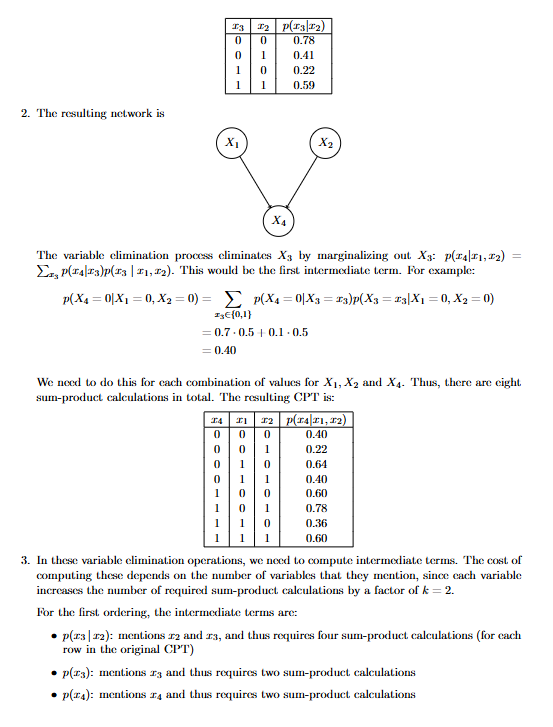 x3 x2 p(x3|x2)
0 0 0.78
0 1 0.41
1 0 0.22
1 1 0.59
2. The resulting network is
X1 X2
X4
The variable elimination process eliminates X3 by marginalizing out X3: p(x4|x1, x2) =
∑x3 p(x4|x3)p(x3 | x1, x2). This would be the first intermediate term. For example:
p(X4 = 0|X1 = 0, X2 = 0) = ∑ p(X4 = 0|X3 = x3)p(X3 = x3|X1 = 0, X2 = 0)
x3∈{0,1}
= 0.7 · 0.5 + 0.1 · 0.5
= 0.40
We need to do this for each combination of values for X1, X2 and X4. Thus, there are eight
sum-product calculations in total. The resulting CPT is:
x4 x1 x2 p(x4|x1, x2)
0 0 0 0.40
0 0 1 0.22
0 1 0 0.64
0 1 1 0.40
1 0 0 0.60
1 0 1 0.78
1 1 0 0.36
1 1 1 0.60
3. In these variable elimination operations, we need to compute intermediate terms. The cost of
computing these depends on the number of variables that they mention, since each variable
increases the number of required sum-product calculations by a factor of k = 2.
For the first ordering, the intermediate terms are:
• p(x3 | x2): mentions x2 and x3, and thus requires four sum-product calculations (for each
row in the original CPT)
• p(x3): mentions x3 and thus requires two sum-product calculations
• p(x4): mentions x4 and thus requires two sum-product calculations